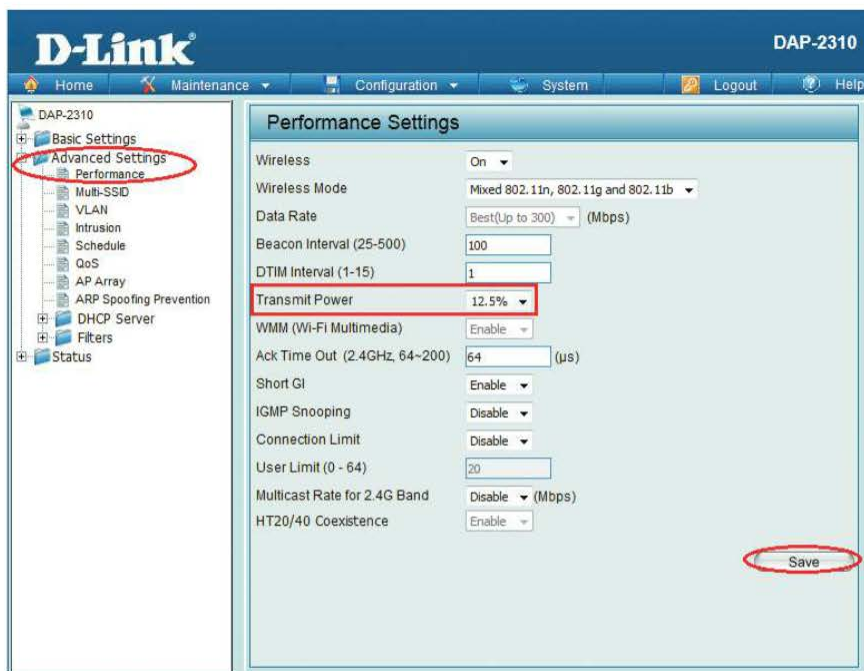 D-Link®
DAP-2310
Home Maintenance Configuration System Logout Help
DAP-2310
Basic Settings
Advanced Settings
Performance
Multi-SSID
VLAN
Intrusion
Schedule
QoS
AP Array
ARP Spoofing Prevention
DHCP Server
Filters
Status
Performance Settings
Wireless On
Wireless Mode Mixed 802.11n, 802.11g and 802.11b
Data Rate Best(Up to 300) (Mbps)
Beacon Interval (25-500) 100
DTIM Interval (1-15) 1
Transmit Power 12.5%
WMM (Wi-Fi Multimedia) Enable
Ack Time Out (2.4GHz, 64~200) 64 (µs)
Short GI Enable
IGMP Snooping Disable
Connection Limit Disable
User Limit (0 - 64) 20
Multicast Rate for 2.4G Band Disable (Mbps)
HT20/40 Coexistence Enable
Save